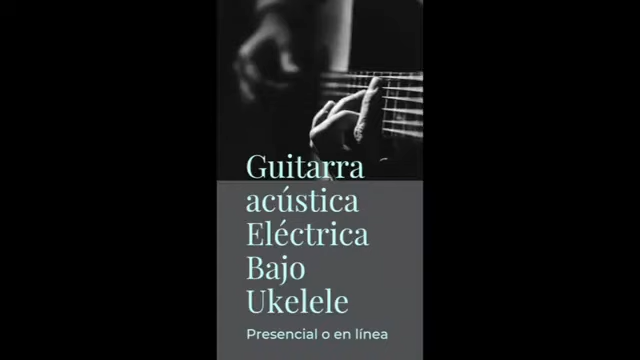 Guitarra
acústica
Eléctrica
Bajo
Ukelele
Presencial o en línea